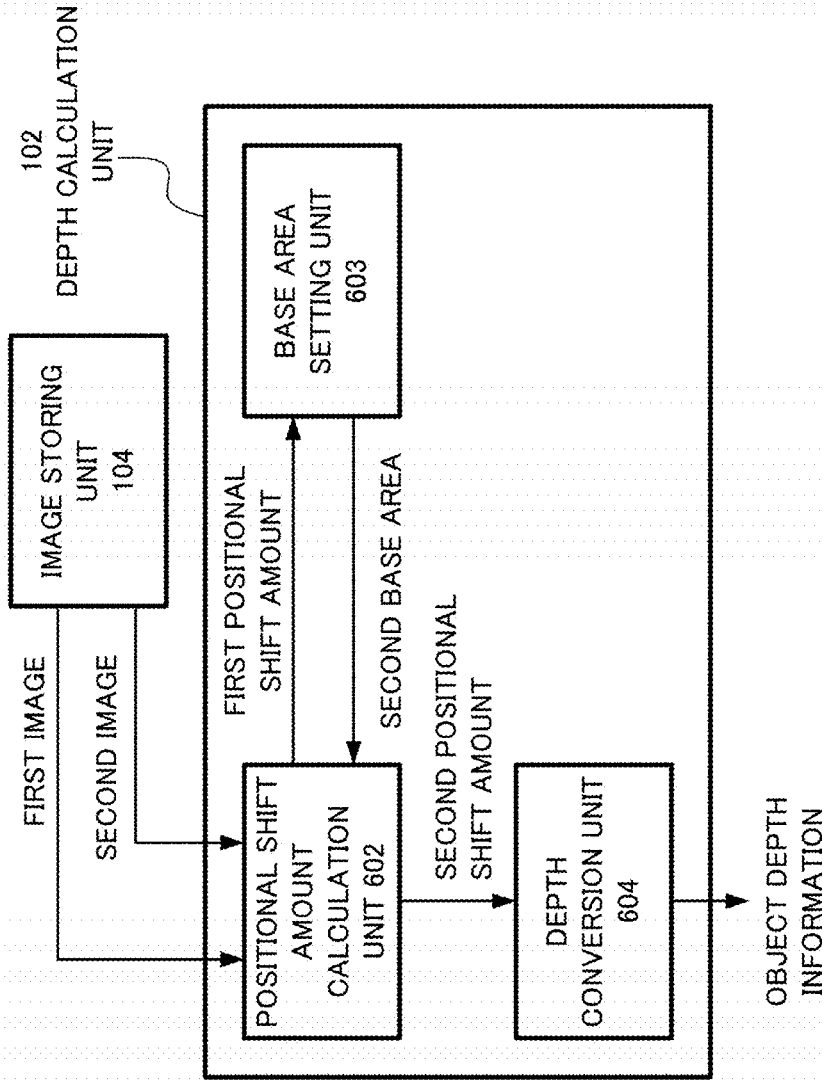 102
DEPTH CALCULATION
UNIT
IMAGE STORING
UNIT
104
FIRST IMAGE
SECOND IMAGE
POSITIONAL SHIFT
AMOUNT
CALCULATION
UNIT 602
FIRST POSITIONAL
SHIFT AMOUNT
BASE AREA
SETTING UNIT
603
SECOND BASE AREA
SECOND POSITIONAL
SHIFT AMOUNT
DEPTH
CONVERSION UNIT
604
OBJECT DEPTH
INFORMATION